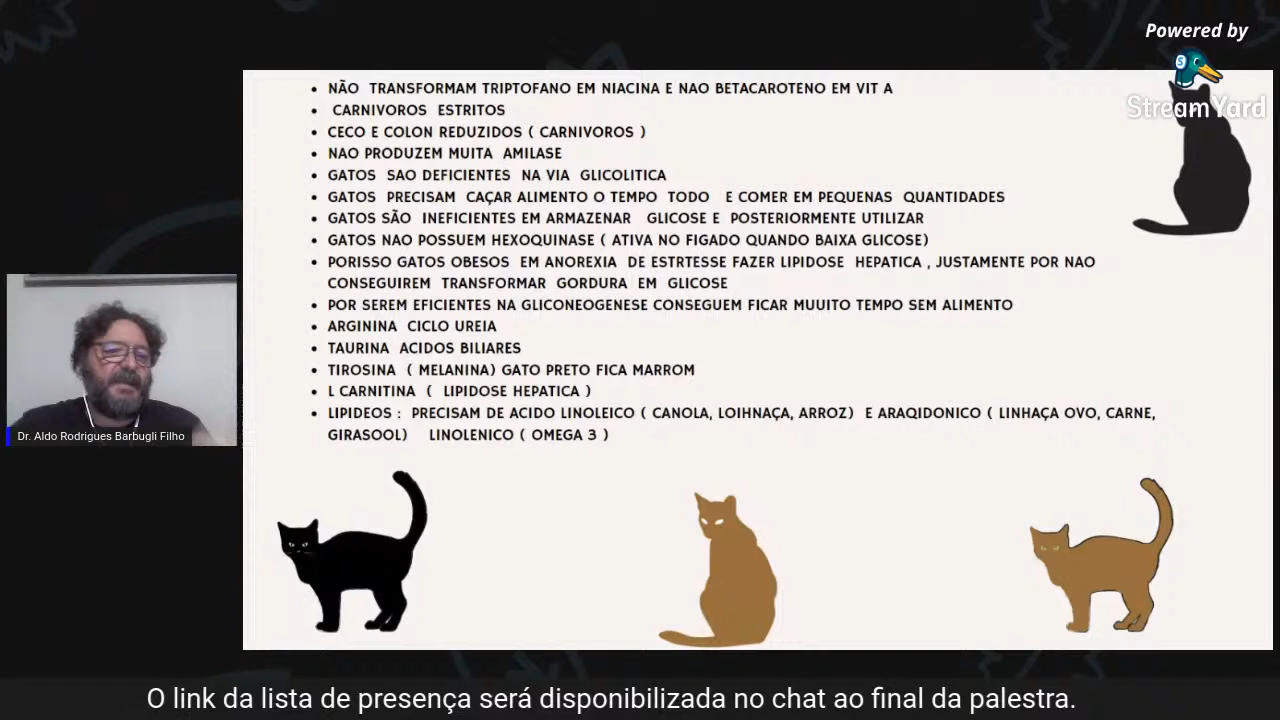 Powered by
StreamYard
• NÃO TRANSFORMAM TRIPTOFANO EM NIACINA E NAO BETACAROTENO EM VIT A
• CARNIVOROS ESTRITOS
• CECO E COLON REDUZIDOS ( CARNIVOROS )
• NAO PRODUZEM MUITA AMILASE
• GATOS SAO DEFICIENTES NA VIA GLICOLITICA
• GATOS PRECISAM CAÇAR ALIMENTO O TEMPO TODO E COMER EM PEQUENAS QUANTIDADES
• GATOS SÃO INEFICIENTES EM ARMAZENAR GLICOSE E POSTERIORMENTE UTILIZAR
• GATOS NAO POSSUEM HEXOQUINASE ( ATIVA NO FIGADO QUANDO BAIXA GLICOSE)
• PORISSO GATOS OBESOS EM ANOREXIA DE ESTRTESSE FAZER LIPIDOSE HEPATICA , JUSTAMENTE POR NAO
CONSEGUIREM TRANSFORMAR GORDURA EM GLICOSE
• POR SEREM EFICIENTES NA GLICONEOGENESE CONSEGUEM FICAR MUUITO TEMPO SEM ALIMENTO
• ARGININA CICLO UREIA
• TAURINA ACIDOS BILIARES
• TIROSINA ( MELANINA) GATO PRETO FICA MARROM
• L CARNITINA ( LIPIDOSE HEPATICA )
• LIPIDEOS : PRECISAM DE ACIDO LINOLEICO ( CANOLA, LOIHNAÇA, ARROZ) E ARAQIDONICO ( LINHAÇA OVO, CARNE,
GIRASOOL) LINOLENICO ( OMEGA 3 )
Dr. Aldo Rodrigues Barbugli Filho
O link da lista de presença será disponibilizada no chat ao final da palestra.